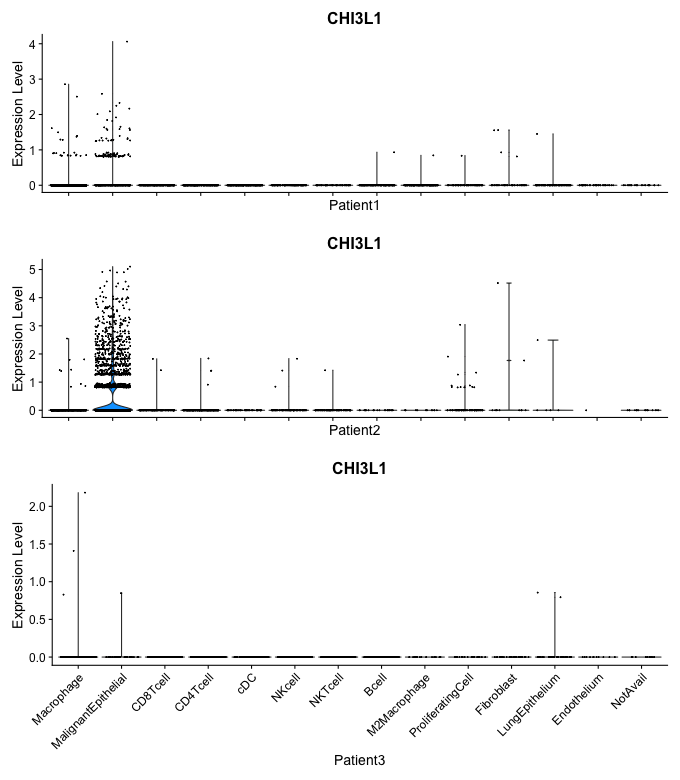 CHI3L1
Expression Level
4
3
2
1
0
Patient1
CHI3L1
Expression Level
5
4
3
2
1
0
Patient2
CHI3L1
Expression Level
2.0
1.5
1.0
0.5
0.0
Macrophage
MalignantEpithelial
CD8Tcell
CD4Tcell
cDC
NKcell
NKTcell
Bcell
M2Macrophage
ProliferatingCell
Fibroblast
LungEpithelium
Endothelium
NotAvail
Patient3